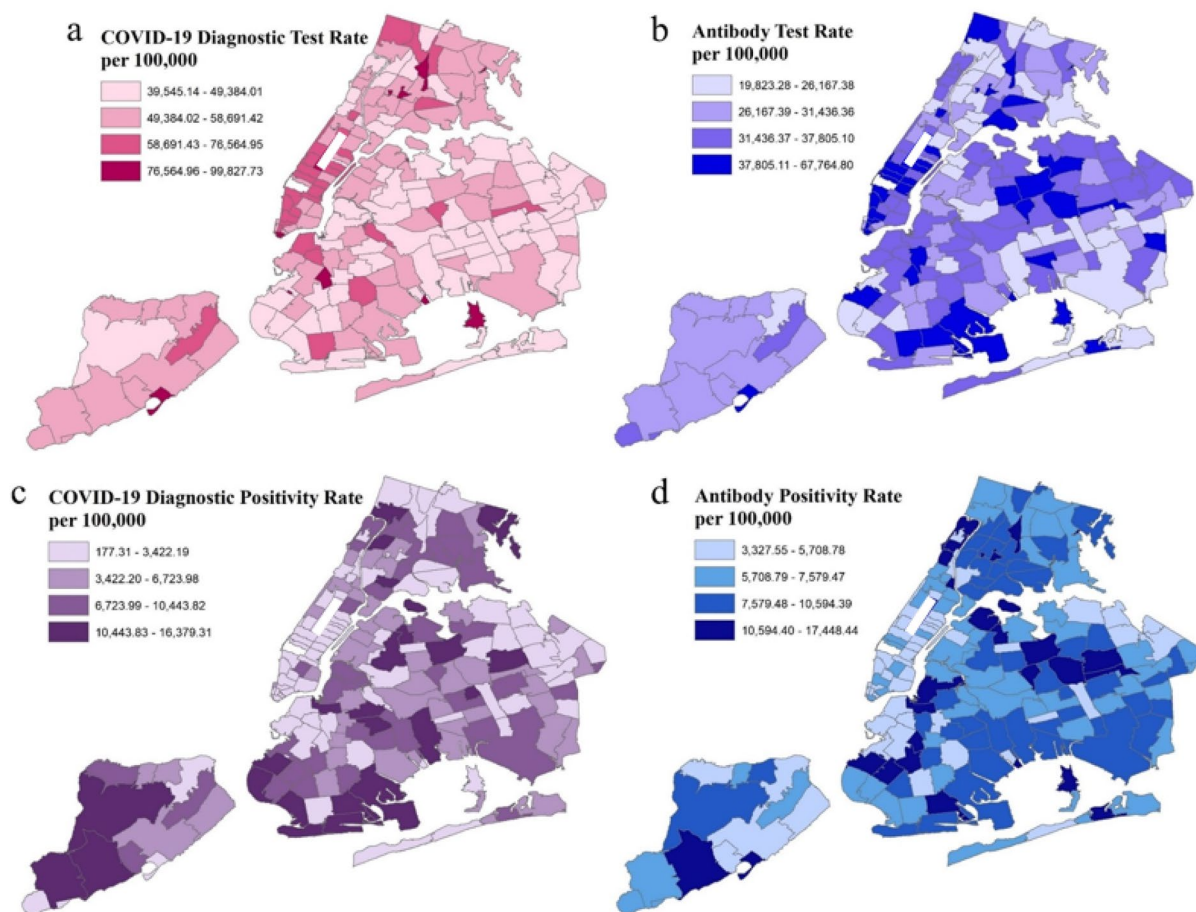 a
COVID-19 Diagnostic Test Rate
per 100,000
39,545.14 - 49,384.01
49,384.02 - 58,691.42
58,691.43 - 76,564.95
76,564.96 - 99,827.73
b
Antibody Test Rate
per 100,000
19,823.28 - 26,167.38
26,167.39 - 31,436.36
31,436.37 - 37,805.10
37,805.11 - 67,764.80
c
COVID-19 Diagnostic Positivity Rate
per 100,000
177.31 - 3,422.19
3,422.20 - 6,723.98
6,723.99 - 10,443.82
10,443.83 - 16,379.31
d
Antibody Positivity Rate
per 100,000
3,327.55 - 5,708.78
5,708.79 - 7,579.47
7,579.48 - 10,594.39
10,594.40 - 17,448.44